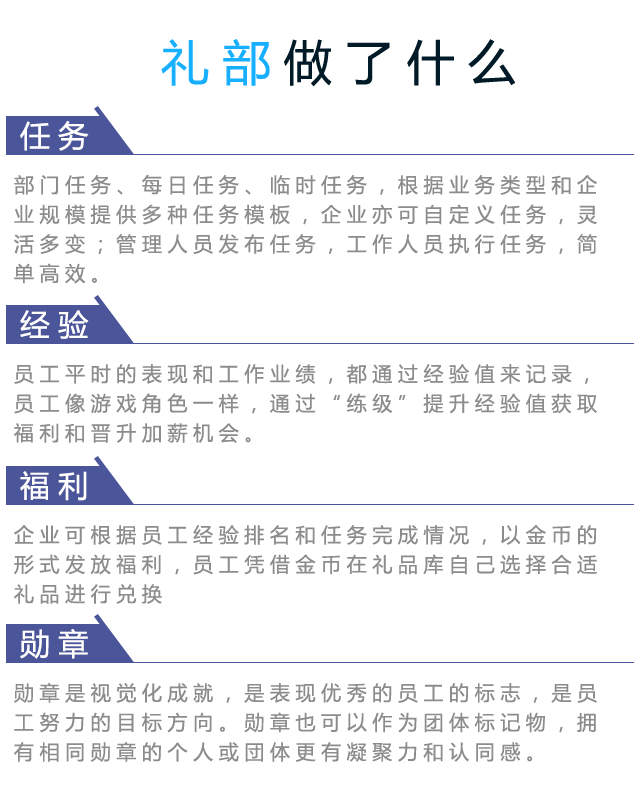 礼部做了什么
任务
部门任务、每日任务、临时任务，根据业务类型和企
业规模提供多种任务模板，企业亦可自定义任务，灵
活多变；管理人员发布任务，工作人员执行任务，简
单高效。
经验
员工平时的表现和工作业绩，都通过经验值来记录，
员工像游戏角色一样，通过“练级”提升经验值获取
福利和晋升加薪机会。
福利
企业可根据员工经验排名和任务完成情况，以金币的
形式发放福利，员工凭借金币在礼品库自己选择合适
礼品进行兑换
勋章
勋章是视觉化成就，是表现优秀的员工的标志，是员
工努力的目标方向。勋章也可以作为团体标记物，拥
有相同勋章的个人或团体更有凝聚力和认同感。